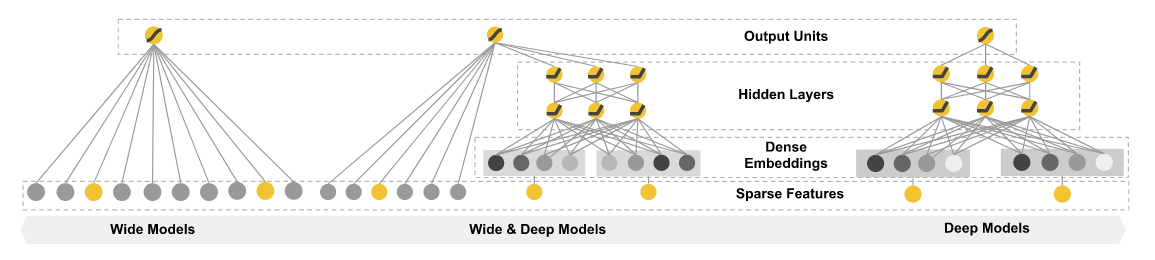 Output Units
Hidden Layers
Dense
Embeddings
Sparse Features
Wide Models
Wide & Deep Models
Deep Models